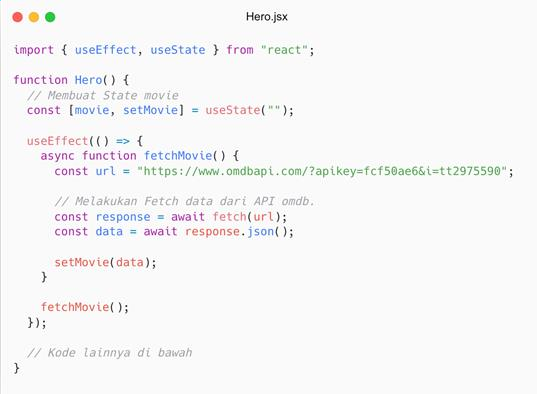 Hero.jsx
import { useEffect, useState } from "react";
function Hero() {
// Membuat State movie
const [movie, setMovie] = useState("");
useEffect(() => {
async function fetchMovie() {
const url = "https://www.omdbapi.com/?apikey=fcf50ae6&i=tt2975590";
// Melakukan Fetch data dari API omdb.
const response = await fetch(url);
const data = await response.json();
setMovie(data);
}
fetchMovie();
});
// Kode lainnya di bawah
}